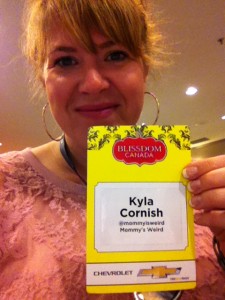 BLISSDOM
CANADA
Kyla
Cornish
@mommyisweird
Mommy's Weird
CHEVROLET